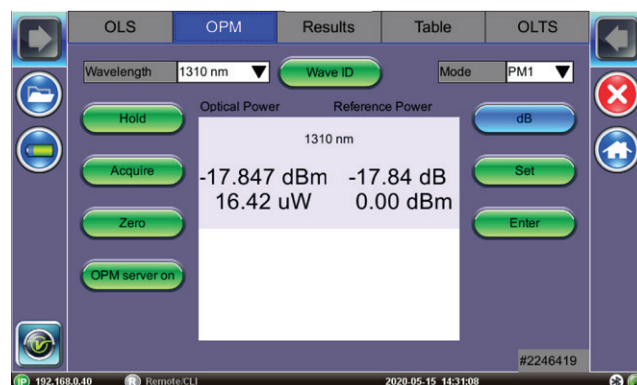 OLS OPM Results Table OLTS
Wavelength 1310 nm Wave ID Mode PM1
Optical Power Reference Power
Hold dB
1310 nm
Acquire -17.847 dBm -17.84 dB Set
16.42 uW 0.00 dBm
Zero Enter
OPM server on
#2246419
IP 192.168.0.40 R Remote/CLI 2020-05-15 14:31:08